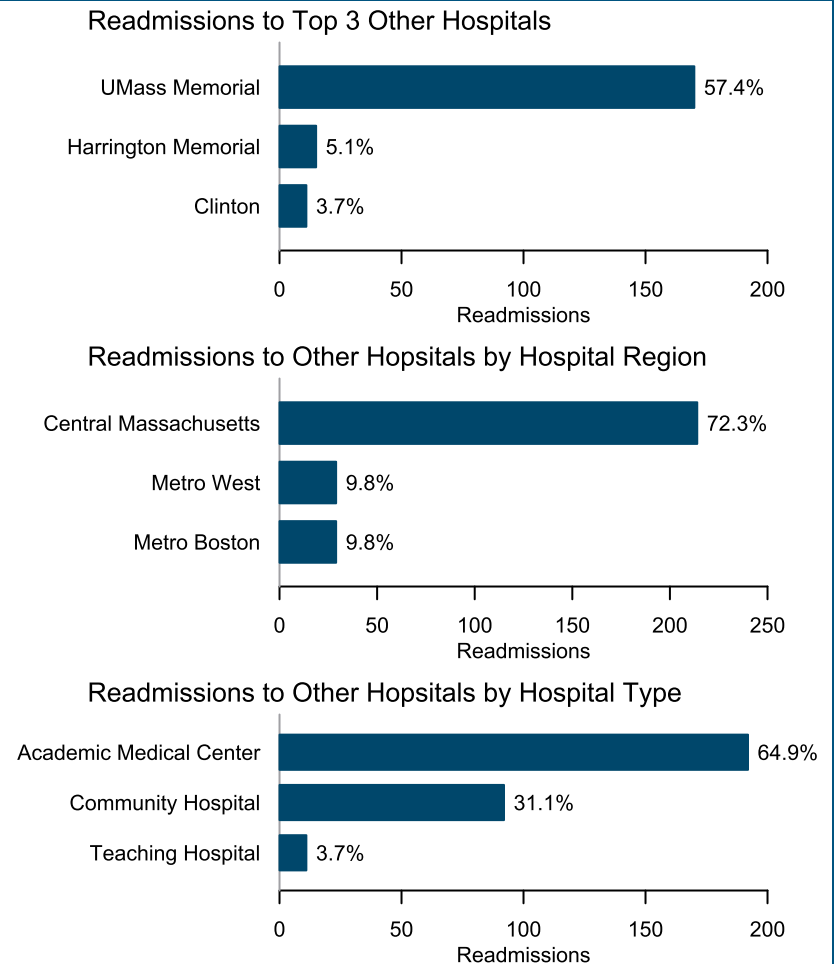 Readmissions to Top 3 Other Hospitals
UMass Memorial 57.4%
Harrington Memorial 5.1%
Clinton 3.7%
0 50 100 150 200
Readmissions
Readmissions to Other Hopsitals by Hospital Region
Central Massachusetts 72.3%
Metro West 9.8%
Metro Boston 9.8%
0 50 100 150 200 250
Readmissions
Readmissions to Other Hopsitals by Hospital Type
Academic Medical Center 64.9%
Community Hospital 31.1%
Teaching Hospital 3.7%
0 50 100 150 200
Readmissions